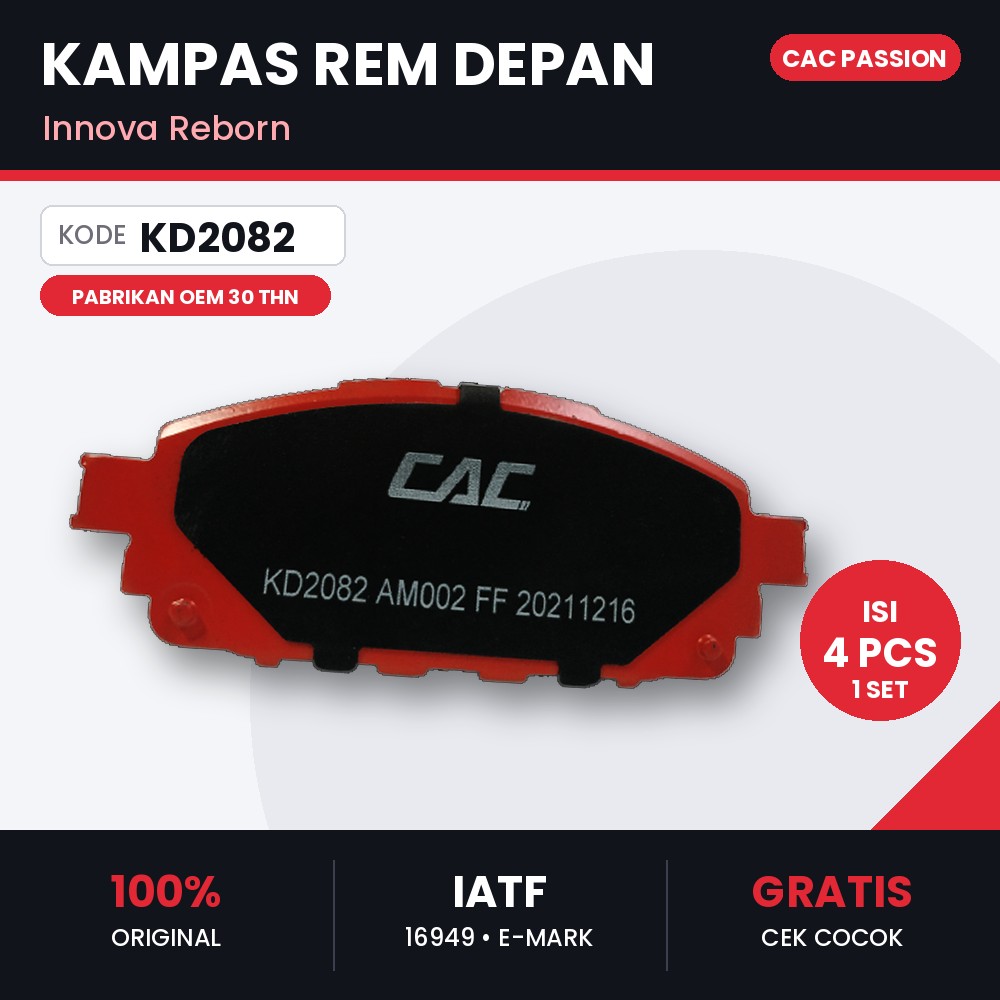 KAMPAS REM DEPAN
CAC PASSION
Innova Reborn
KODE KD2082
PABRIKAN OEM 30 THN
CAC
KD2082 AM002 FF 20211216
ISI
4 PCS
1 SET
100%
ORIGINAL
IATF
16949 • E-MARK
GRATIS
CEK COCOK